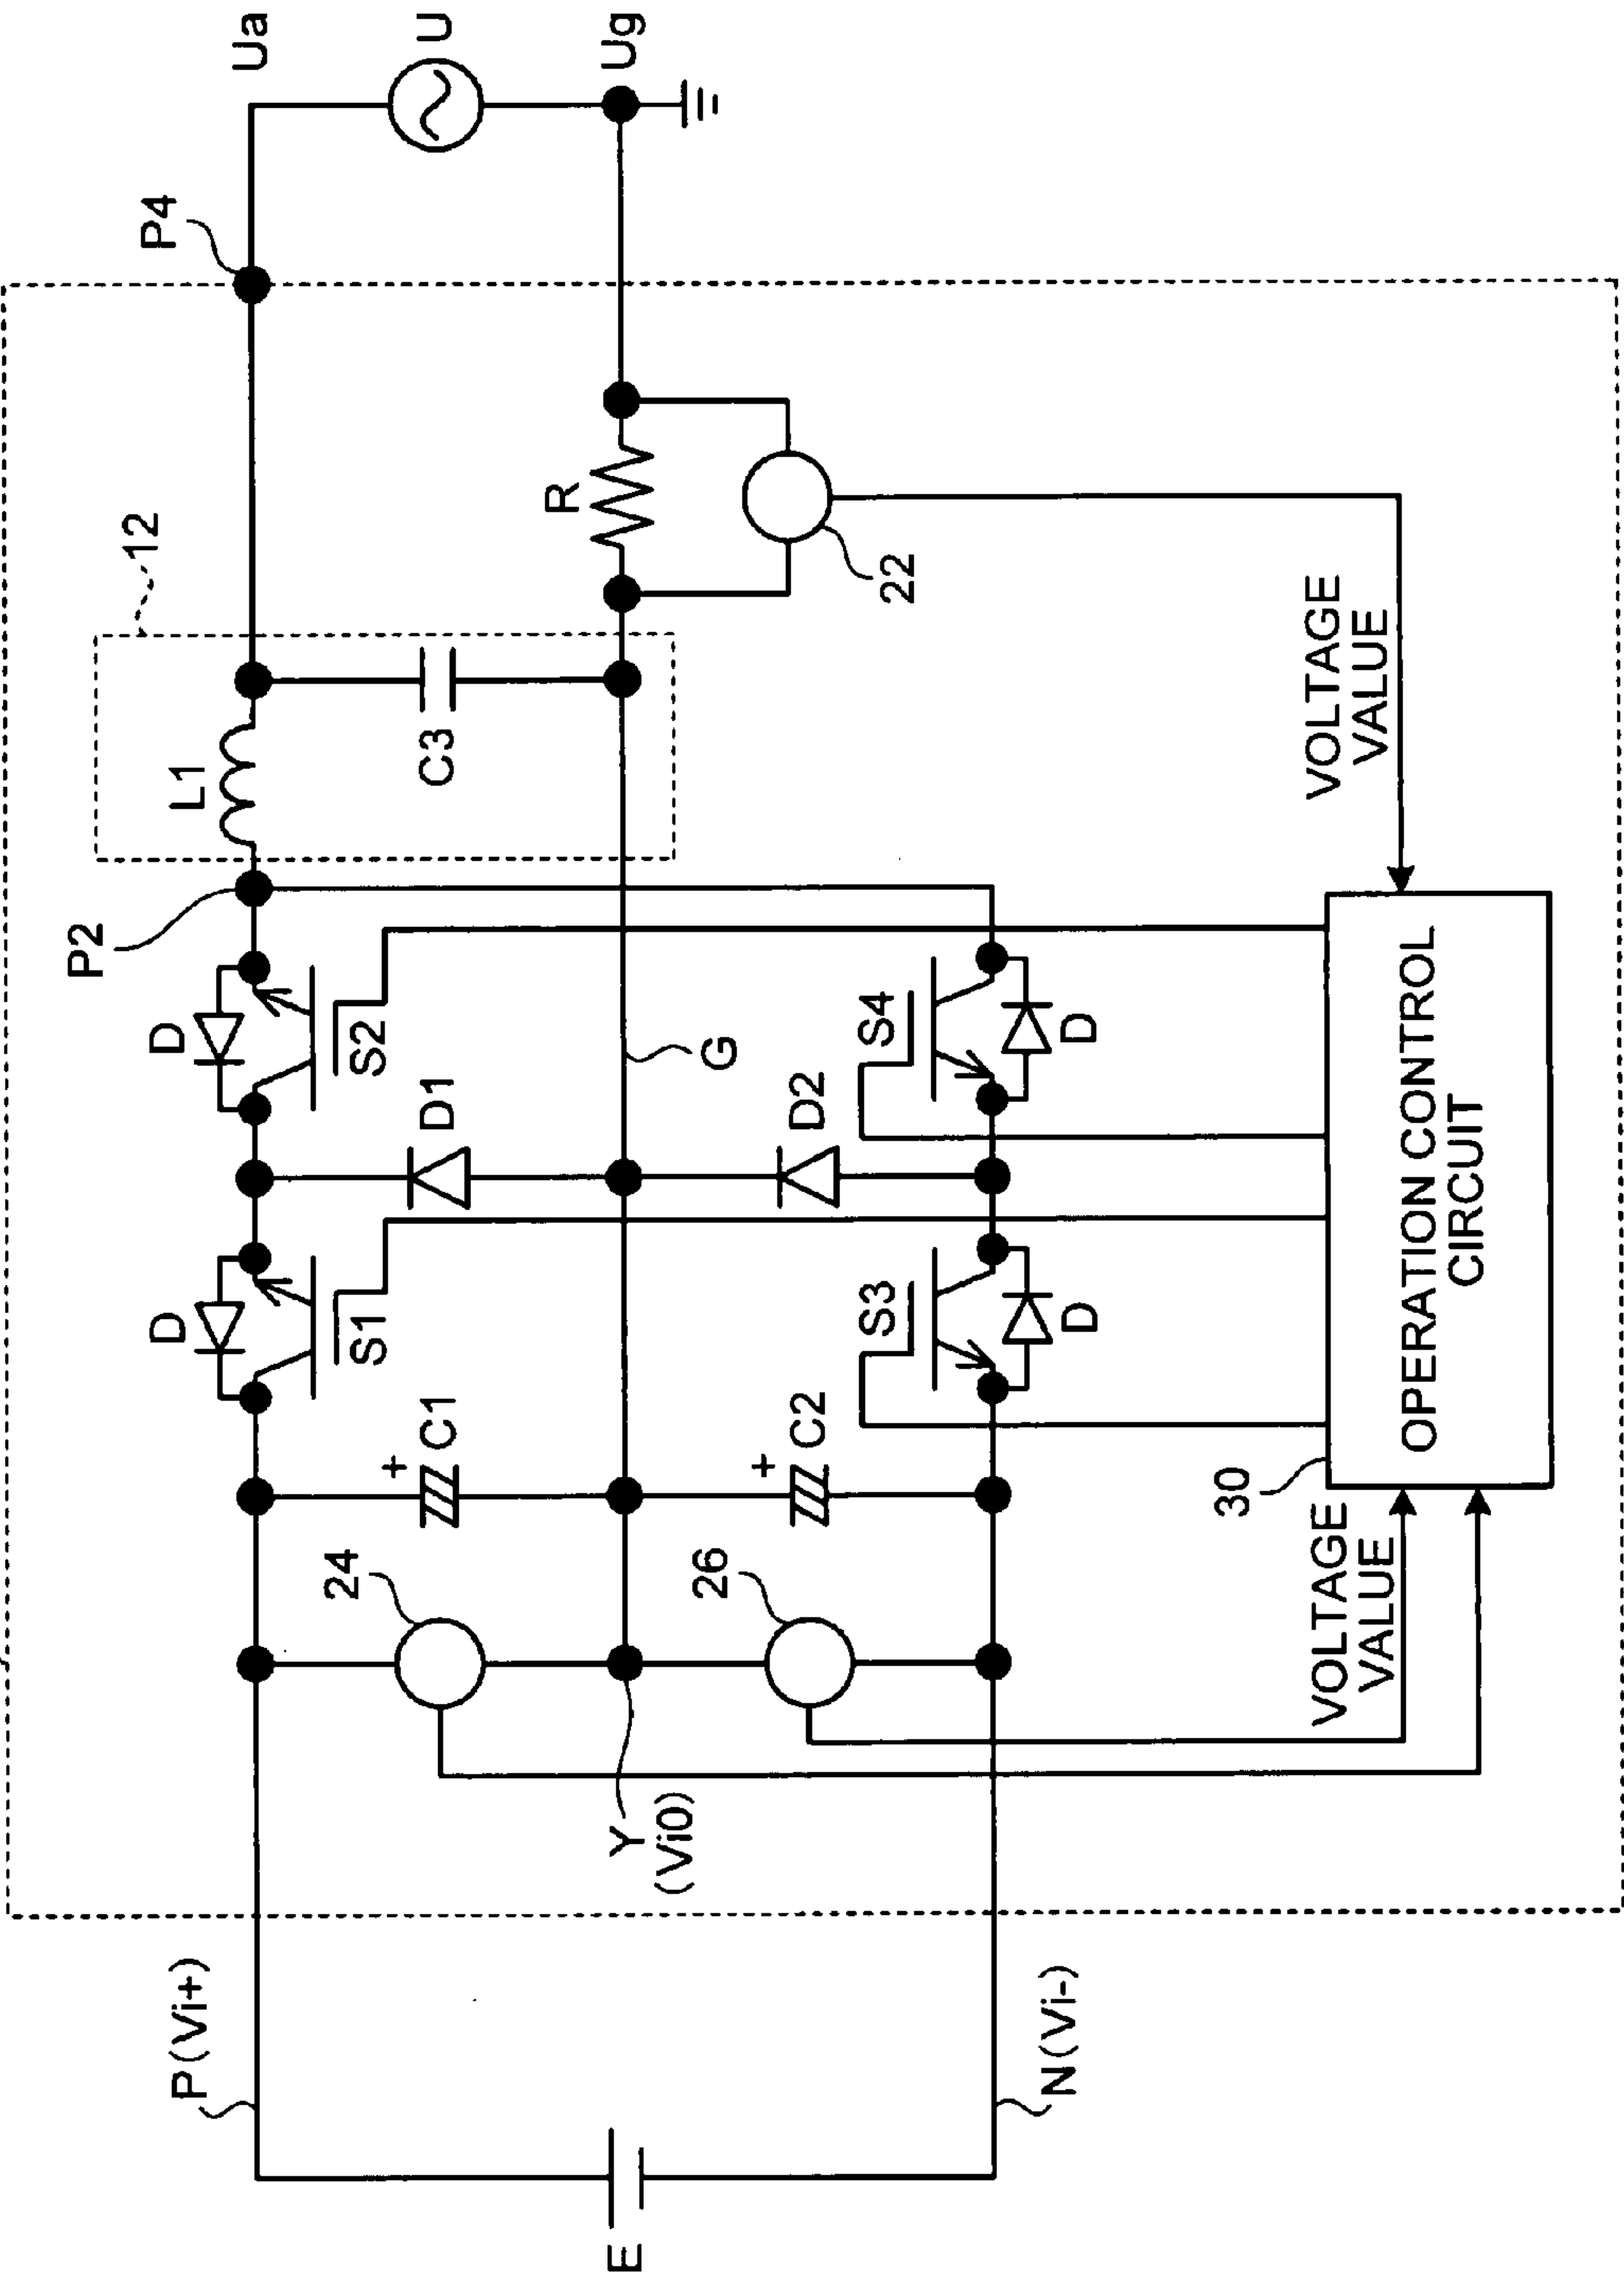 P4
Ua
U
Ug
12
L1
C3
R
22
P2
D
S2
D
S1
D1
G
D2
S4
D
S3
D
C1
+
C2
+
24
26
Y
(Vi0)
P(Vi+)
N(Vi-)
E
30
VOLTAGE
VALUE
VOLTAGE
VALUE
OPERATION CONTROL
CIRCUIT